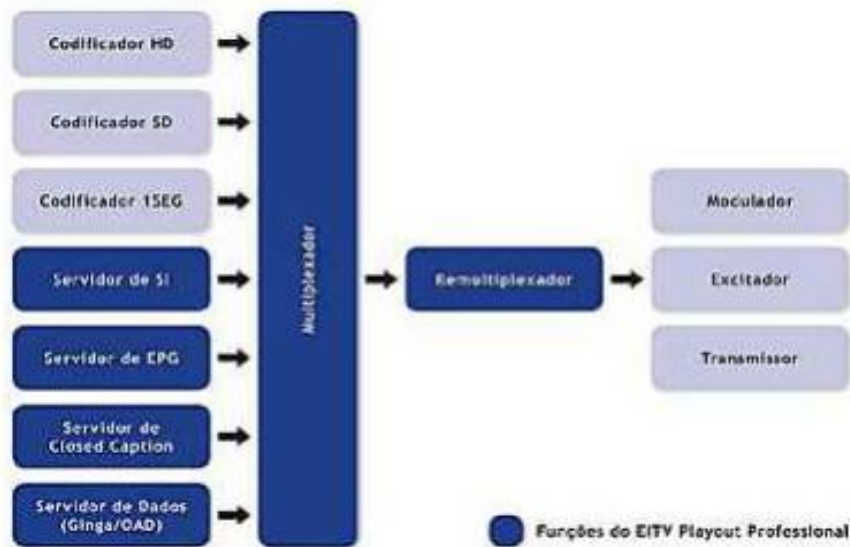 Codificador HD
Codificador SD
Codificador 1SEG
Servidor de SI
Servidor de EPG
Servidor de
Closed Caption
Servidor de Dados
(Ginga/OAD)
Multiplexador
Remultiplexador
Modulador
Excitador
Transmissor
Funções do EITV Playout Professional